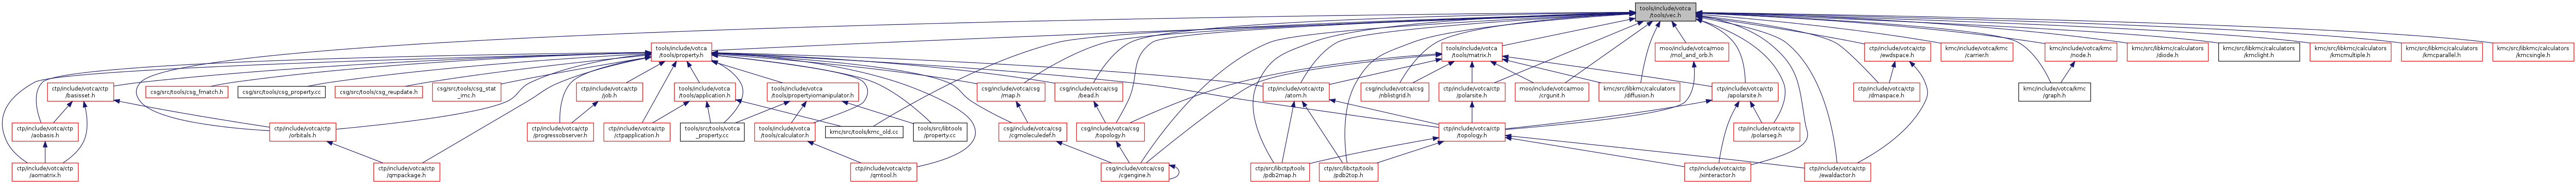 tools/include/votca
/tools/vec.h
tools/include/votca
/tools/property.h
tools/include/votca
/tools/matrix.h
moo/include/votca/moo
/mol_and_orb.h
ctp/include/votca/ctp
/ewdspace.h
kmc/include/votca/kmc
/carrier.h
kmc/include/votca/kmc
/node.h
kmc/src/libkmc/calculators
/diode.h
kmc/src/libkmc/calculators
/kmclight.h
kmc/src/libkmc/calculators
/kmcmultiple.h
kmc/src/libkmc/calculators
/kmcparallel.h
kmc/src/libkmc/calculators
/kmcsingle.h
ctp/include/votca/ctp
/basisset.h
csg/src/tools/csg_fmatch.h
csg/src/tools/csg_property.cc
csg/src/tools/csg_reupdate.h
csg/src/tools/csg_stat
_imc.h
ctp/include/votca/ctp
/job.h
tools/include/votca
/tools/application.h
tools/include/votca
/tools/propertyiomanipulator.h
csg/include/votca/csg
/map.h
csg/include/votca/csg
/bead.h
ctp/include/votca/ctp
/atom.h
csg/include/votca/csg
/nblistgrid.h
ctp/include/votca/ctp
/polarsite.h
moo/include/votca/moo
/crgunit.h
kmc/src/libkmc/calculators
/diffusion.h
ctp/include/votca/ctp
/apolarsite.h
ctp/include/votca/ctp
/dmaspace.h
kmc/include/votca/kmc
/graph.h
ctp/include/votca/ctp
/aobasis.h
ctp/include/votca/ctp
/orbitals.h
ctp/include/votca/ctp
/progressobserver.h
ctp/include/votca/ctp
/ctpapplication.h
tools/src/tools/votca
_property.cc
tools/include/votca
/tools/calculator.h
kmc/src/tools/kmc_old.cc
tools/src/libtools
/property.cc
csg/include/votca/csg
/cgmoleculedef.h
csg/include/votca/csg
/topology.h
ctp/include/votca/ctp
/topology.h
ctp/include/votca/ctp
/polarseg.h
ctp/include/votca/ctp
/aomatrix.h
ctp/include/votca/ctp
/qmpackage.h
ctp/include/votca/ctp
/qmtool.h
csg/include/votca/csg
/cgengine.h
ctp/src/libctp/tools
/pdb2map.h
ctp/src/libctp/tools
/pdb2top.h
ctp/include/votca/ctp
/xinteractor.h
ctp/include/votca/ctp
/ewaldactor.h